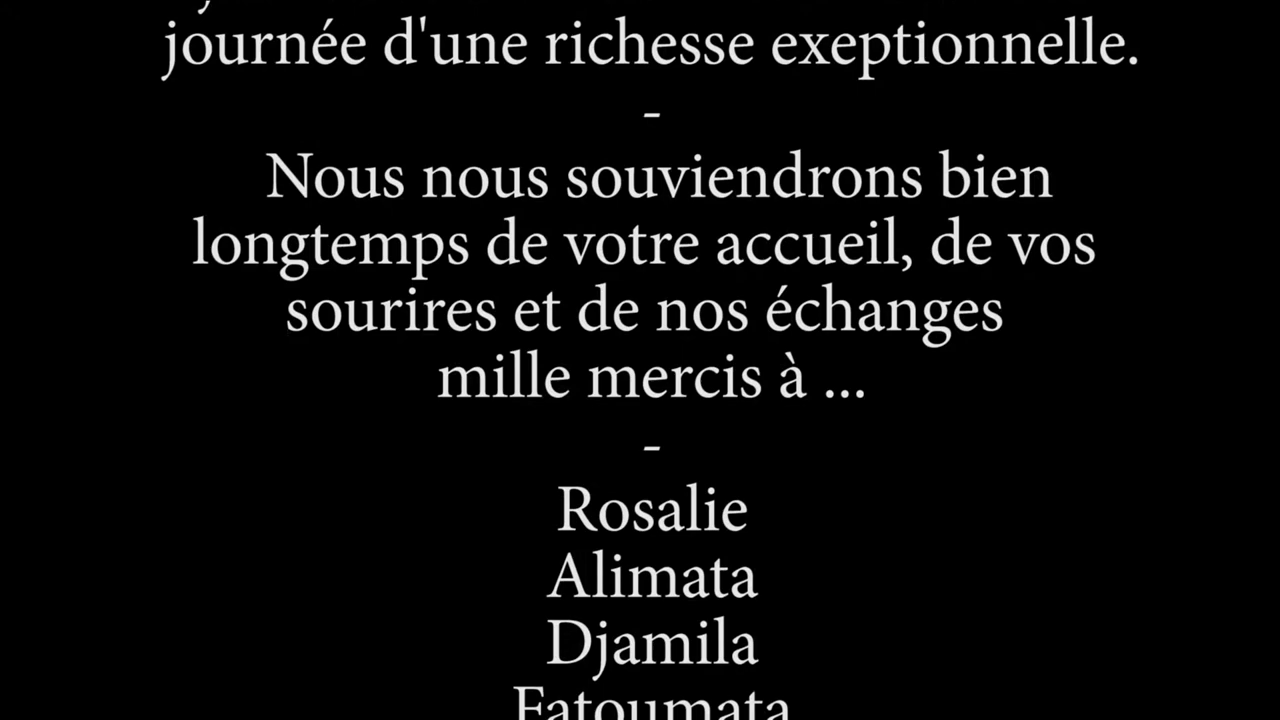 journée d'une richesse exeptionnelle.
-
Nous nous souviendrons bien
longtemps de votre accueil, de vos
sourires et de nos échanges
mille mercis à ...
-
Rosalie
Alimata
Djamila
Fatoumata